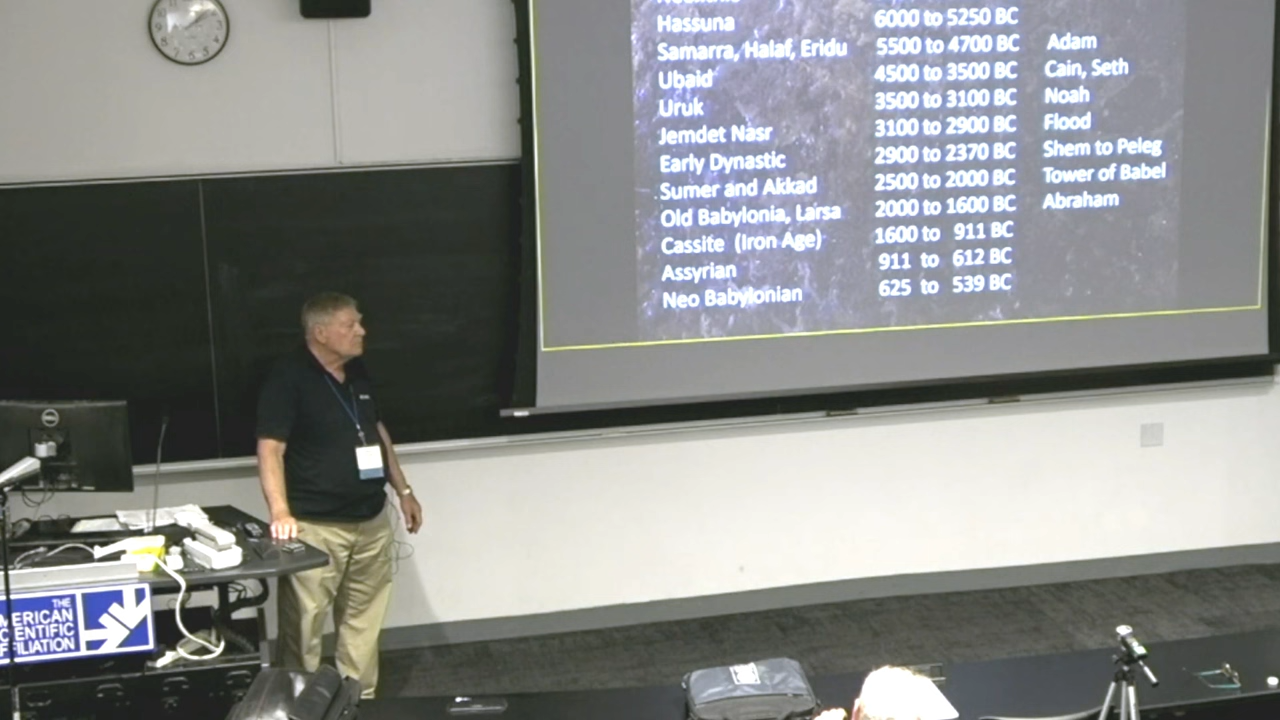 Hassuna 6000 to 5250 BC
Samarra, Halaf, Eridu 5500 to 4700 BC Adam
Ubaid 4500 to 3500 BC Cain, Seth
Uruk 3500 to 3100 BC Noah
Jemdet Nasr 3100 to 2900 BC Flood
Early Dynastic 2900 to 2370 BC Shem to Peleg
Sumer and Akkad 2500 to 2000 BC Tower of Babel
Old Babylonia, Larsa 2000 to 1600 BC Abraham
Cassite (Iron Age) 1600 to 911 BC
Assyrian 911 to 612 BC
Neo Babylonian 625 to 539 BC
DELL
THE
MERICAN
CIENTIFIC
FFILIATION